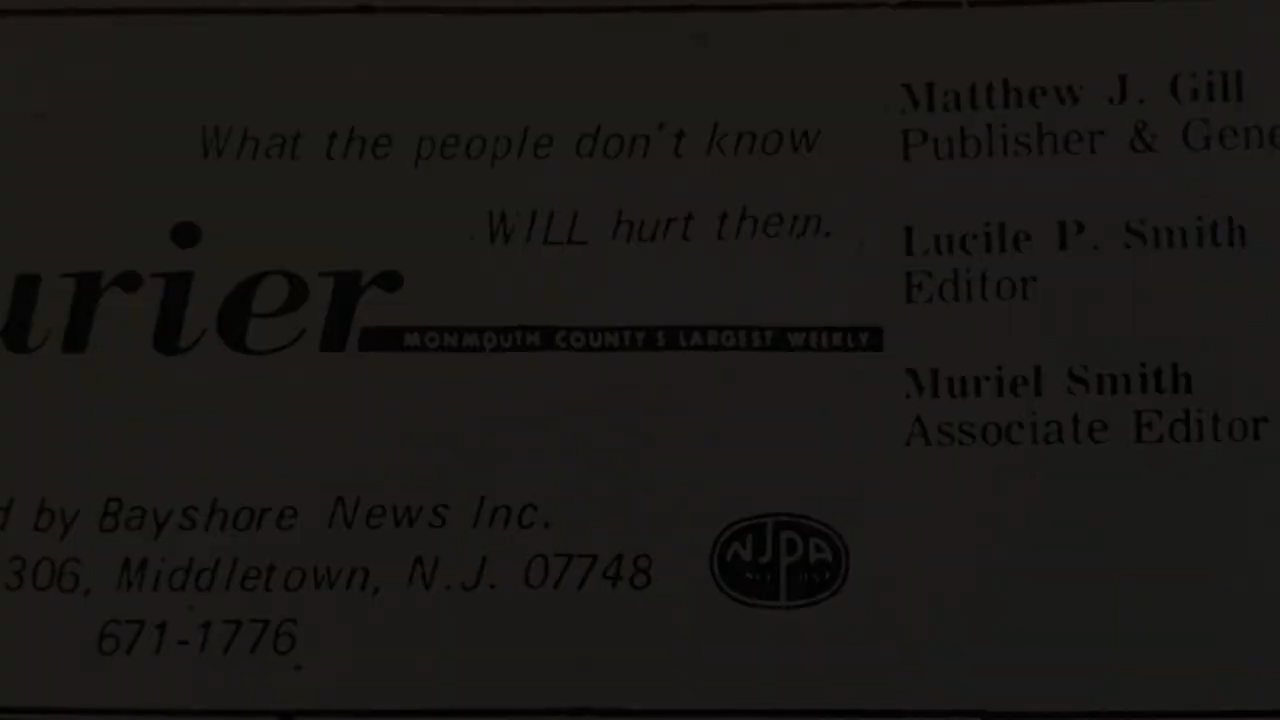 What the people don't know
WILL hurt them.
urier
MONMOUTH COUNTY'S LARGEST WEEKLY
d by Bayshore News Inc.
306, Middletown, N.J. 07748
671-1776
NJPA
Matthew J. Gill
Publisher & Gene
Lucile P. Smith
Editor
Muriel Smith
Associate Editor